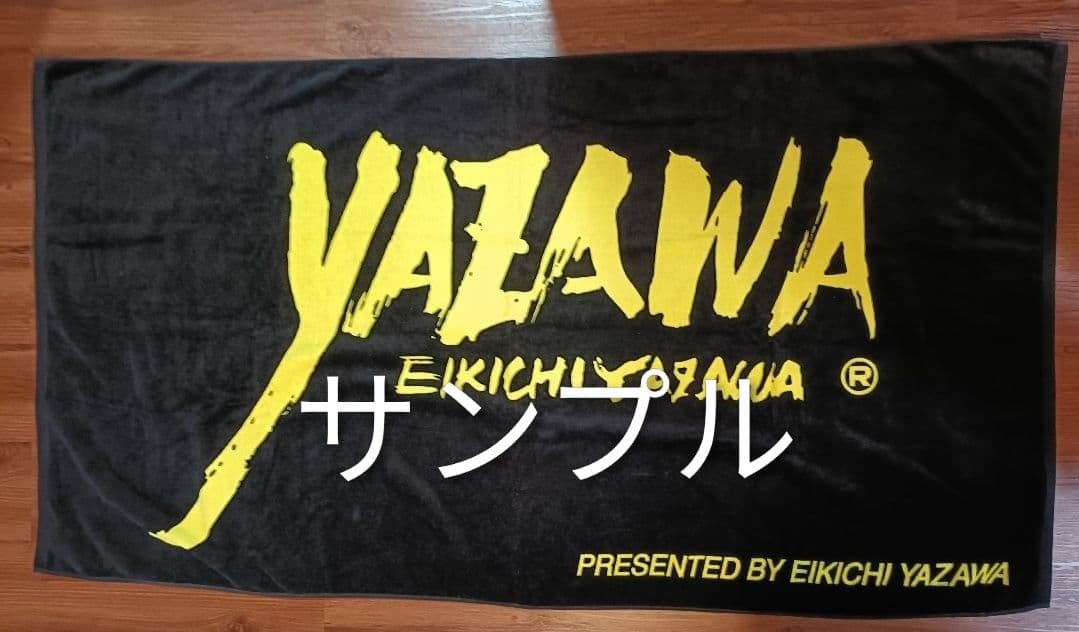 YAZAWA
EIKICHI YAZAWA ®
サンプル
PRESENTED BY EIKICHI YAZAWA